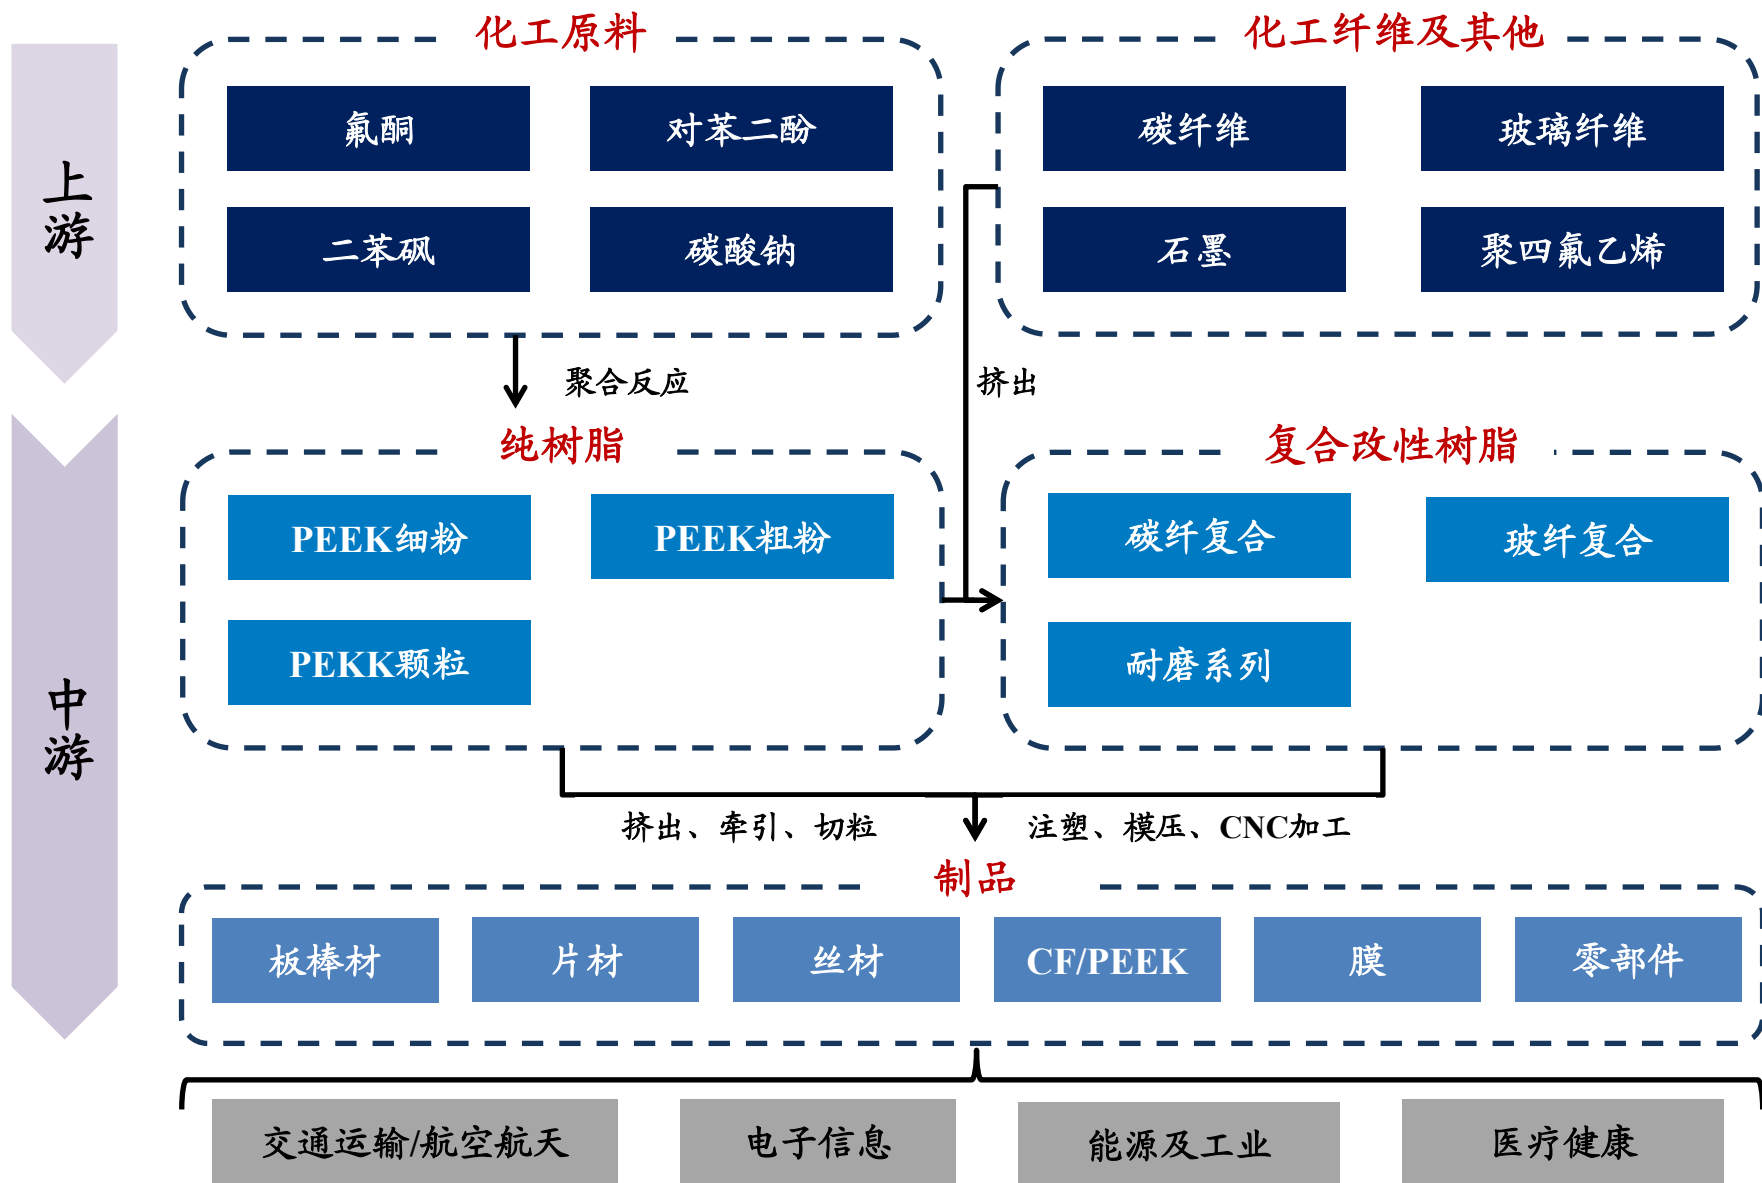 化工原料
化工纤维及其他
氟酮
对苯二酚
碳纤维
玻璃纤维
上游
二苯砜
碳酸钠
石墨
聚四氟乙烯
聚合反应
挤出
纯树脂
复合改性树脂
PEEK细粉
PEEK粗粉
碳纤复合
玻纤复合
中游
PEKK颗粒
耐磨系列
挤出、牵引、切粒
注塑、模压、CNC加工
制品
板棒材
片材
丝材
CF/PEEK
膜
零部件
交通运输/航空航天
电子信息
能源及工业
医疗健康